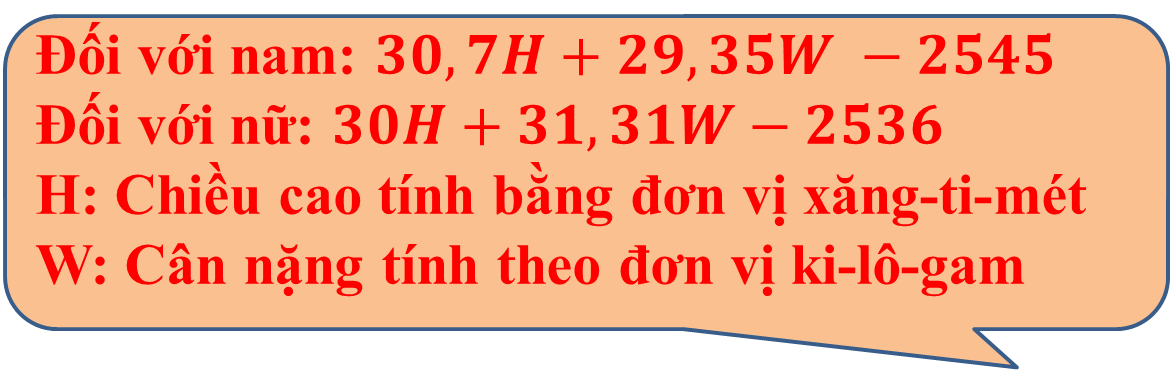 Đối với nam: 30,7H + 29,35W − 2545
Đối với nữ: 30H + 31,31W − 2536
H: Chiều cao tính bằng đơn vị xăng-ti-mét
W: Cân nặng tính theo đơn vị ki-lô-gam